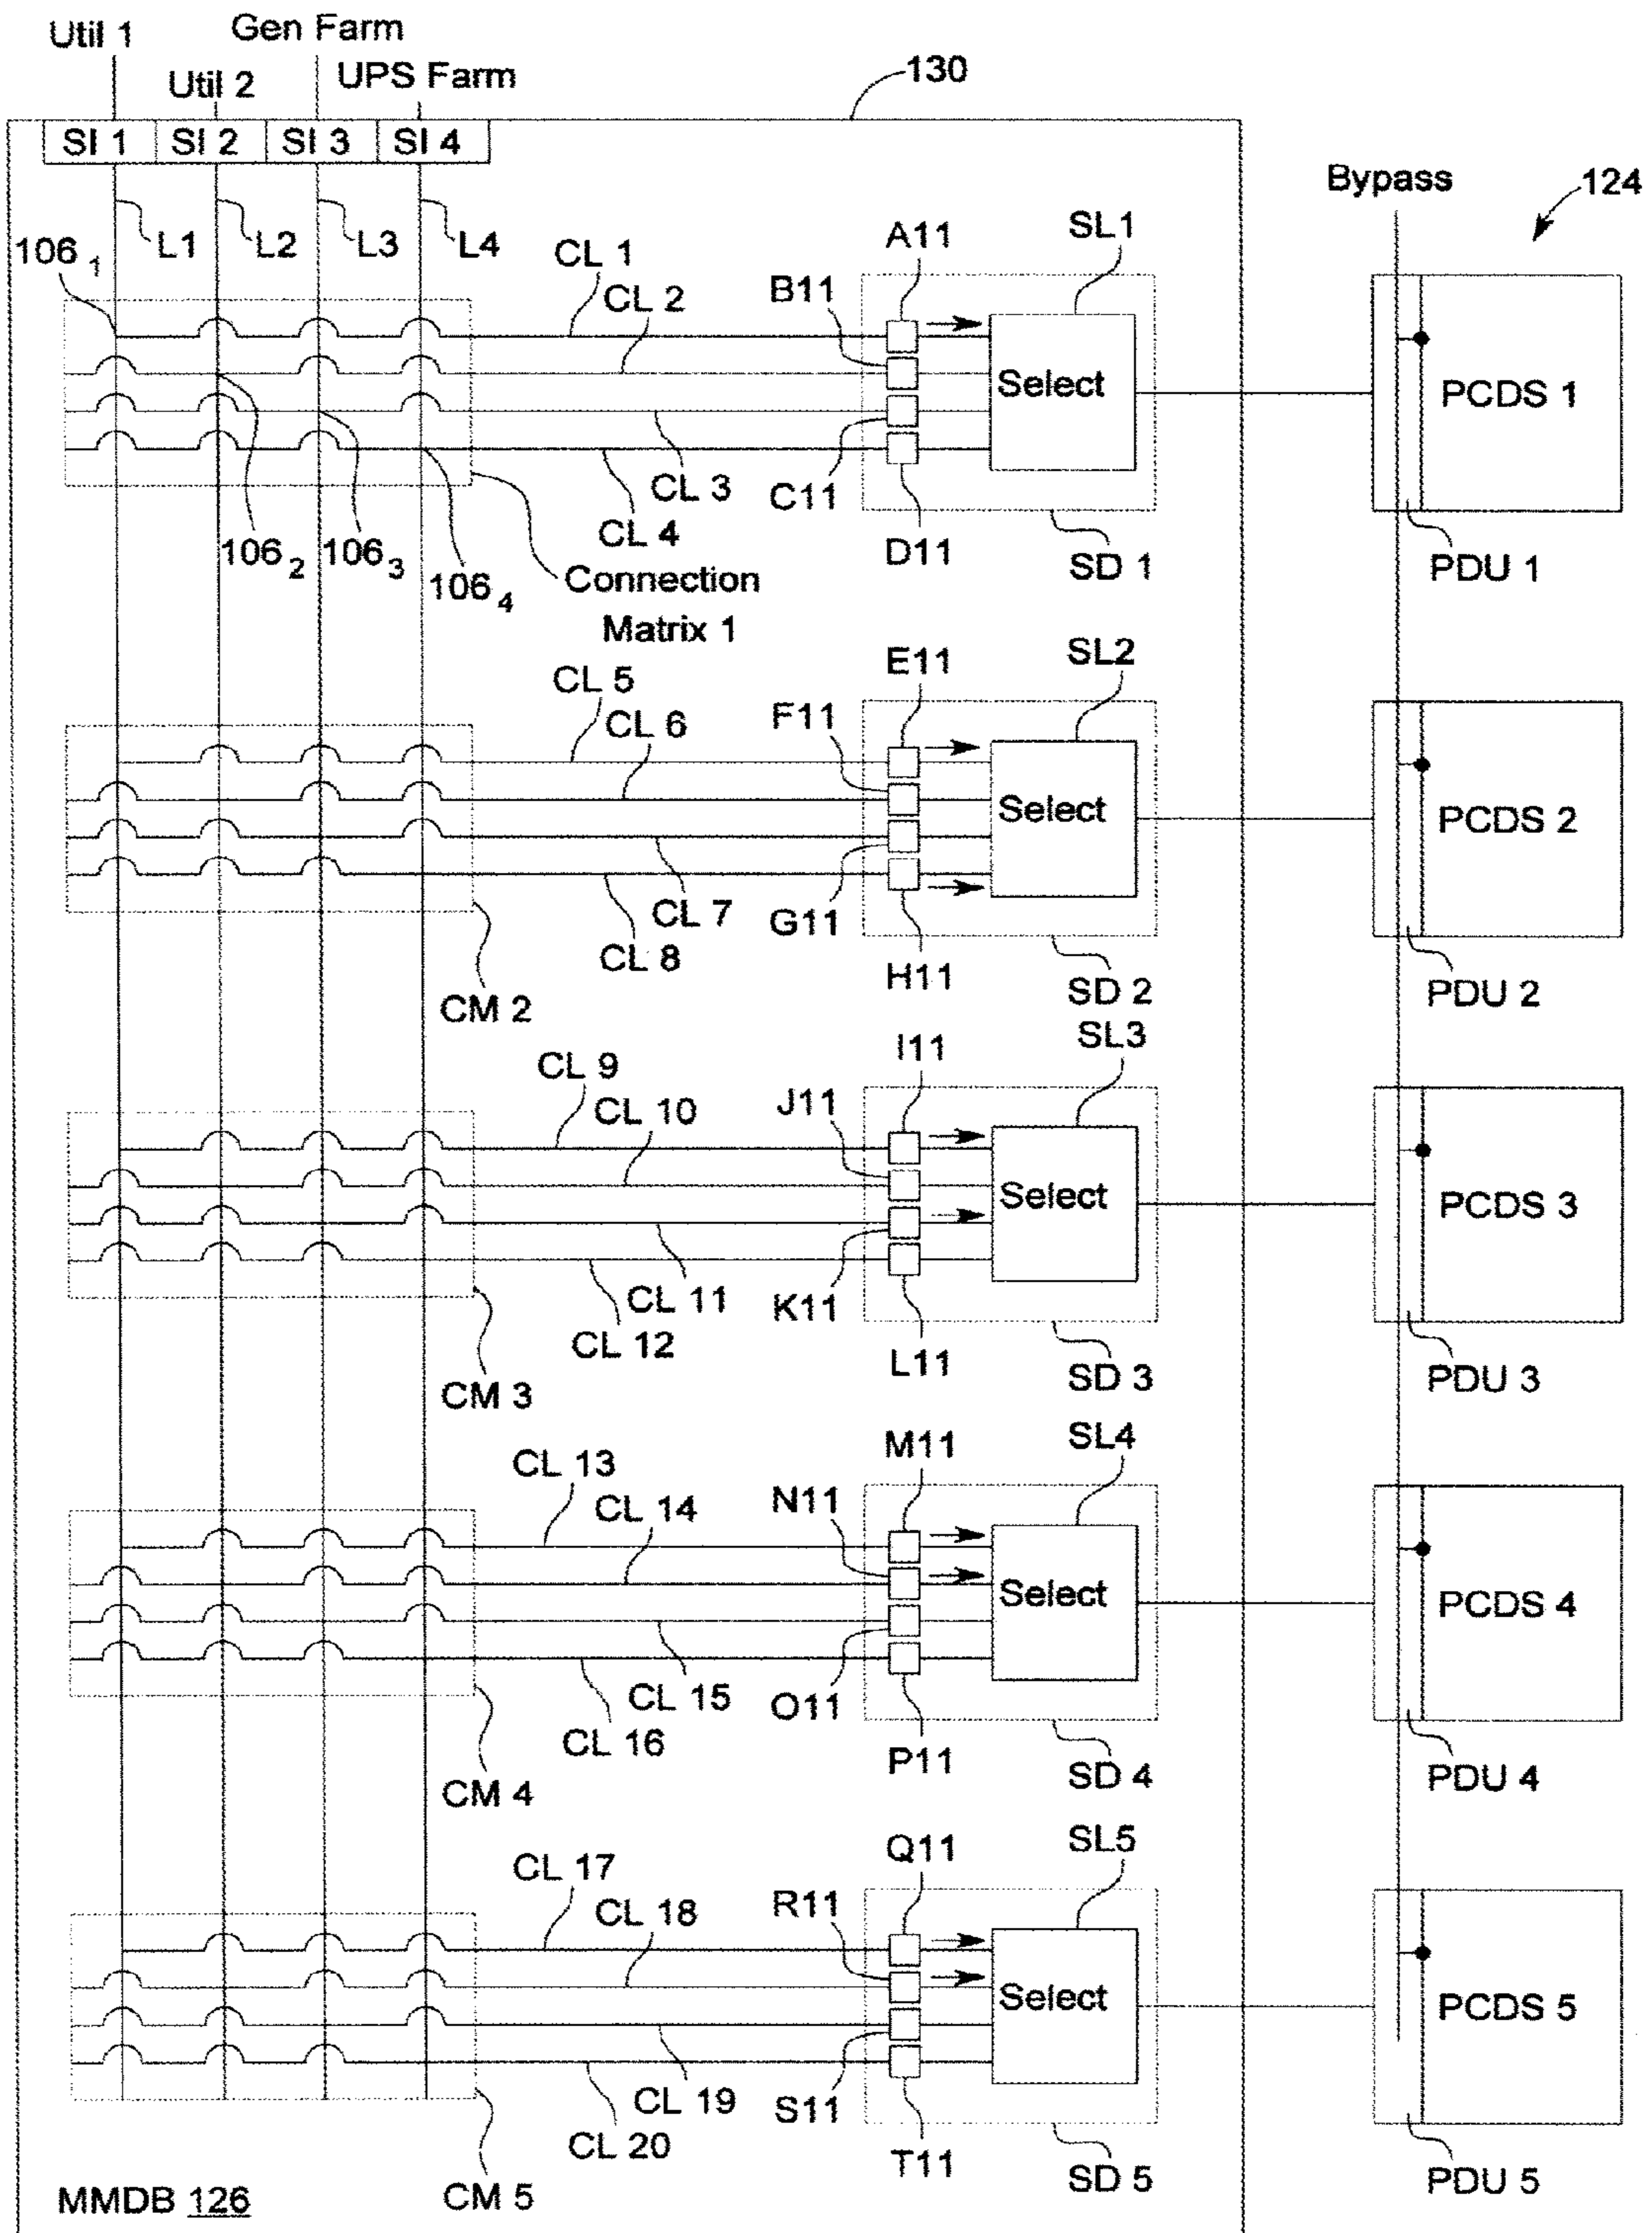 Util 1
Gen Farm
Util 2
UPS Farm
130
SI 1 SI 2 SI 3 SI 4
Bypass
124
L1 L2 L3 L4
106 1
CL 1
CL 2
A11
B11
SL1
Select
PCDS 1
CL 3
CL 4
C11
D11
SD 1
PDU 1
106 2
106 3
106 4
Connection
Matrix 1
CL 5
CL 6
E11
F11
SL2
Select
PCDS 2
CL 7
CL 8
G11
H11
SD 2
PDU 2
CM 2
CL 9
CL 10
I11
J11
SL3
Select
PCDS 3
CL 11
CL 12
K11
L11
SD 3
PDU 3
CM 3
CL 13
CL 14
M11
N11
SL4
Select
PCDS 4
CL 15
CL 16
O11
P11
SD 4
PDU 4
CM 4
CL 17
CL 18
Q11
R11
SL5
Select
PCDS 5
CL 19
CL 20
S11
T11
SD 5
PDU 5
CM 5
MMDB 126